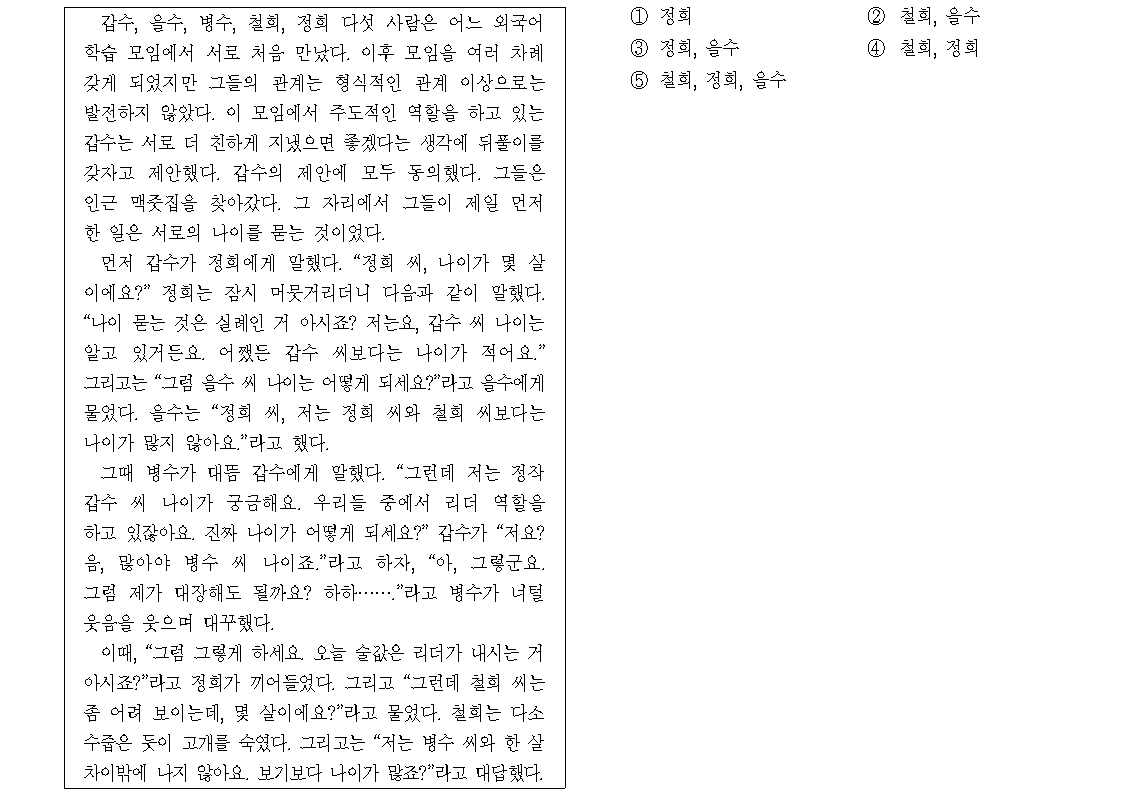 갑수, 을수, 병수, 철희, 정희 다섯 사람은 어느 외국어
학습 모임에서 서로 처음 만났다. 이후 모임을 여러 차례
갖게 되었지만 그들의 관계는 형식적인 관계 이상으로는
발전하지 않았다. 이 모임에서 주도적인 역할을 하고 있는
갑수는 서로 더 친하게 지냈으면 좋겠다는 생각에 뒤풀이를
갖자고 제안했다. 갑수의 제안에 모두 동의했다. 그들은
인근 맥줏집을 찾아갔다. 그 자리에서 그들이 제일 먼저
한 일은 서로의 나이를 묻는 것이었다.
먼저 갑수가 정희에게 말했다. “정희 씨, 나이가 몇 살
이에요?” 정희는 잠시 머뭇거리더니 다음과 같이 말했다.
“나이 묻는 것은 실례인 거 아시죠? 저는요, 갑수 씨 나이는
알고 있거든요. 어쨌든 갑수 씨보다는 나이가 적어요.”
그리고는 “그럼 을수 씨 나이는 어떻게 되세요?”라고 을수에게
물었다. 을수는 “정희 씨, 저는 정희 씨와 철희 씨보다는
나이가 많지 않아요.”라고 했다.
그때 병수가 대뜸 갑수에게 말했다. “그런데 저는 정작
갑수 씨 나이가 궁금해요. 우리들 중에서 리더 역할을
하고 있잖아요. 진짜 나이가 어떻게 되세요?” 갑수가 “저요?
음, 많아야 병수 씨 나이죠.”라고 하자, “아, 그렇군요.
그럼 제가 대장해도 될까요? 하하…….”라고 병수가 너털
웃음을 웃으며 대꾸했다.
이때, “그럼 그렇게 하세요. 오늘 술값은 리더가 내시는 거
아시죠?”라고 정희가 끼어들었다. 그리고 “그런데 철희 씨는
좀 어려 보이는데, 몇 살이에요?”라고 물었다. 철희는 다소
수줍은 듯이 고개를 숙였다. 그리고는 “저는 병수 씨와 한 살
차이밖에 나지 않아요. 보기보다 나이가 많죠?”라고 대답했다.
① 정희
② 철희, 을수
③ 정희, 을수
④ 철희, 정희
⑤ 철희, 정희, 을수